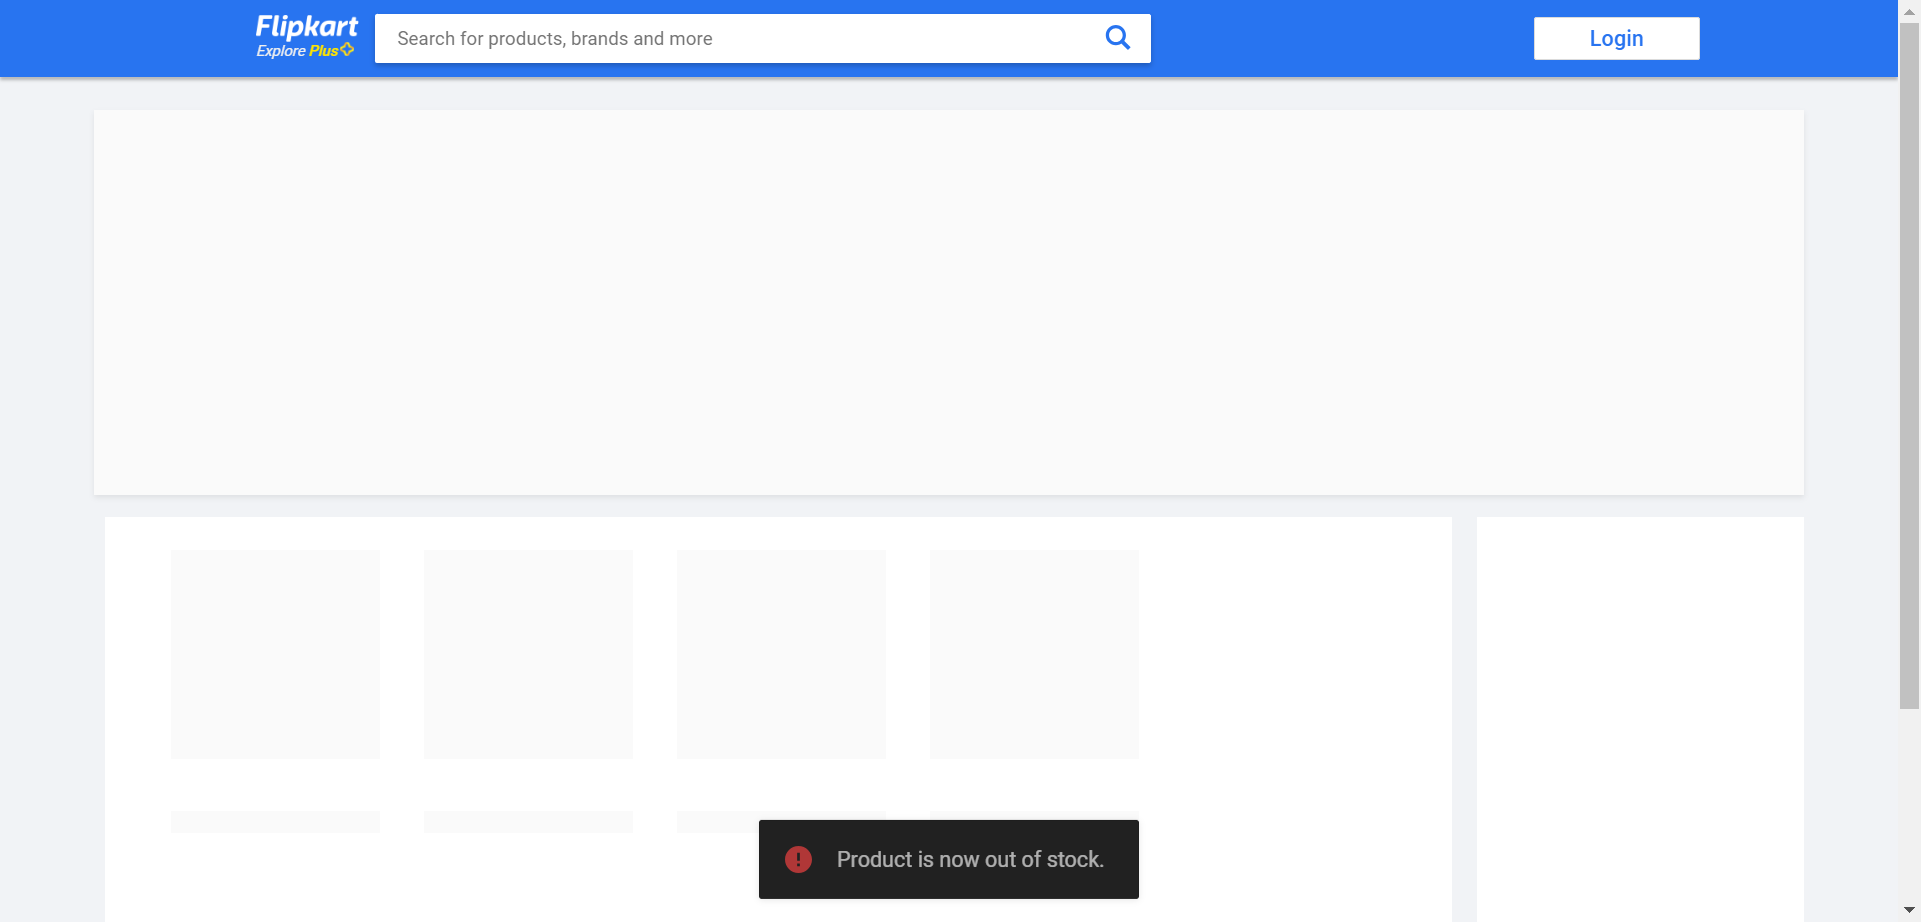 Flipkart
Explore Plus
Search for products, brands and more
Login
Product is now out of stock.